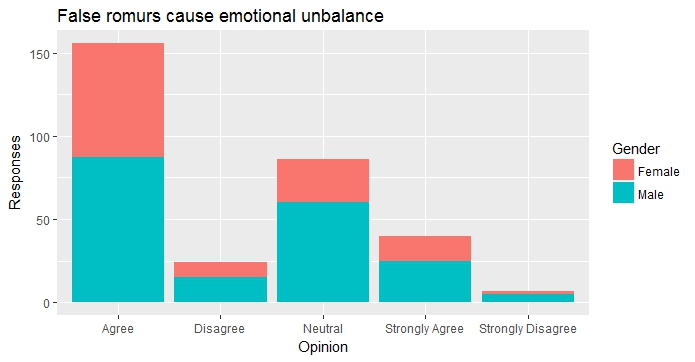 False romurs cause emotional unbalance
150
100
50
0
Responses
Agree Disagree Neutral Strongly Agree Strongly Disagree
Opinion
Gender
Female
Male